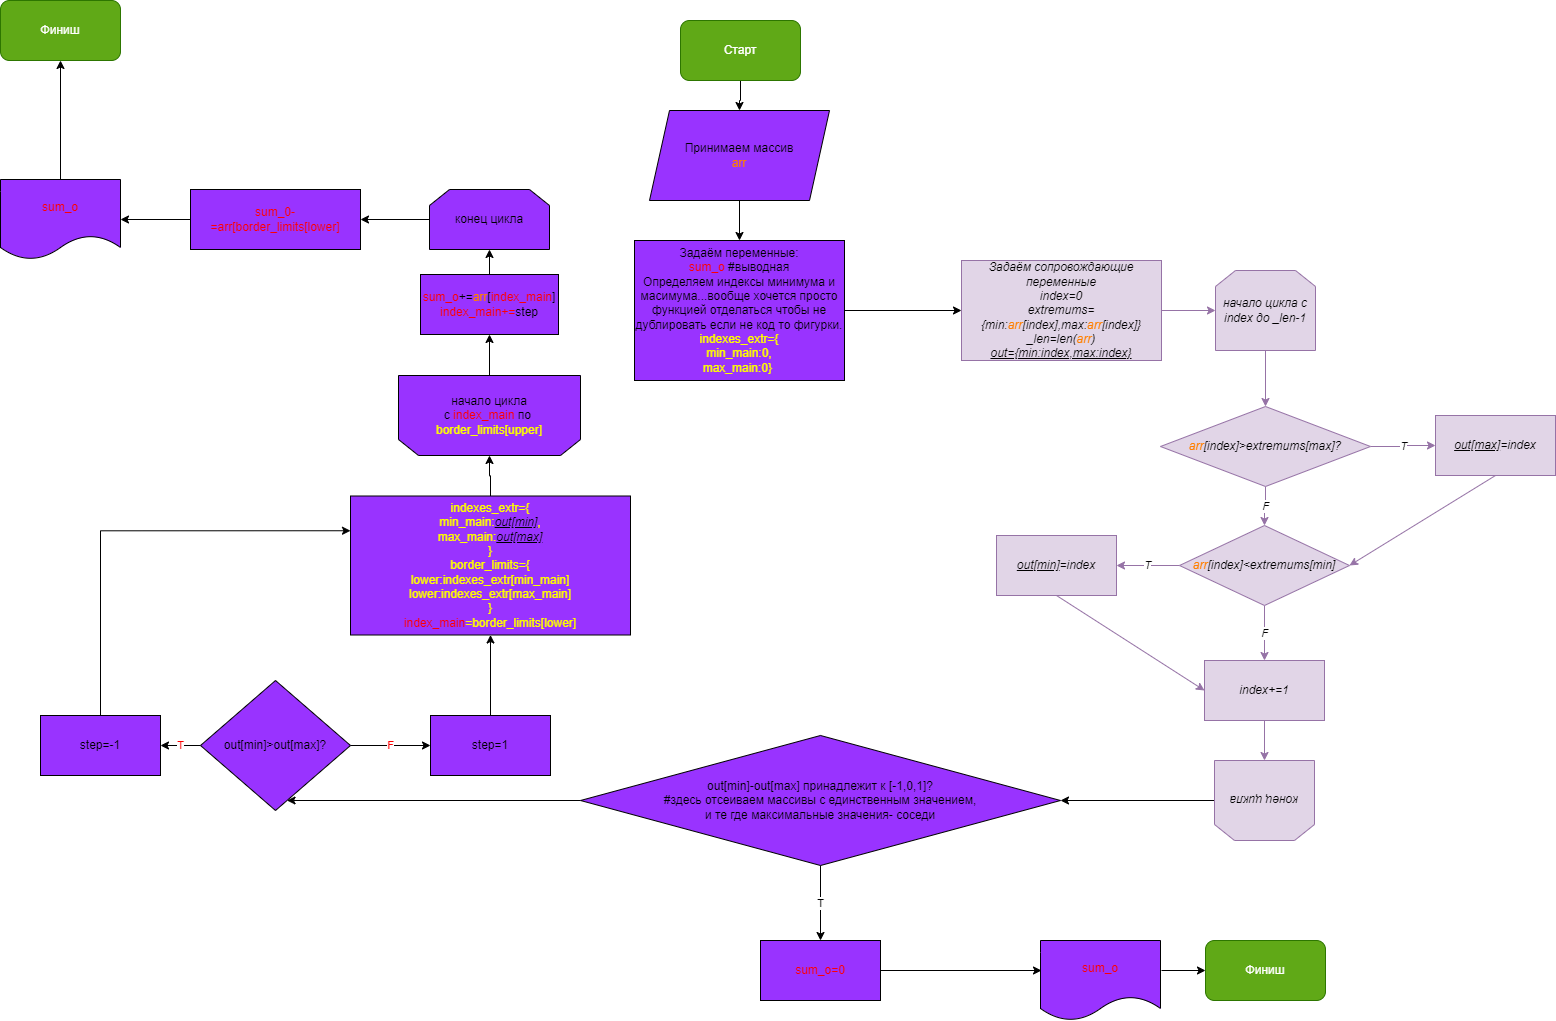 Финиш
Старт
Принимаем массив
arr
sum_o
sum_0-
=arr[border_limits[lower]
конец цикла
Задаём переменные:
sum_o #выводная
Определяем индексы минимума и
масимума...вообще хочется просто
функцией отделаться чтобы не
дублировать если не код то фигурки.
indexes_extr={
min_main:0,
max_main:0}
Задаём сопровождающие
переменные
index=0
extremums=
{min:arr[index],max:arr[index]}
_len=len(arr)
out={min:index,max:index}
начало цикла с
index до _len-1
sum_o+=arr[index_main]
index_main+=step
начало цикла
с index_main по
border_limits[upper]
arr[index]>extremums[max]?
T
out[max]=index
F
indexes_extr={
min_main:out[min],
max_main:out[max]
}
border_limits={
lower:indexes_extr[min_main]
lower:indexes_extr[max_main]
}
index_main=border_limits[lower]
out[min]=index
T
arr[index]<extremums[min]
F
index+=1
step=-1
T
out[min]>out[max]?
F
step=1
out[min]-out[max] принадлежит к [-1,0,1]?
#здесь отсеиваем массивы с единственным значением,
и те где максимальные значения- соседи
конец цикла
T
sum_o=0
sum_o
Финиш